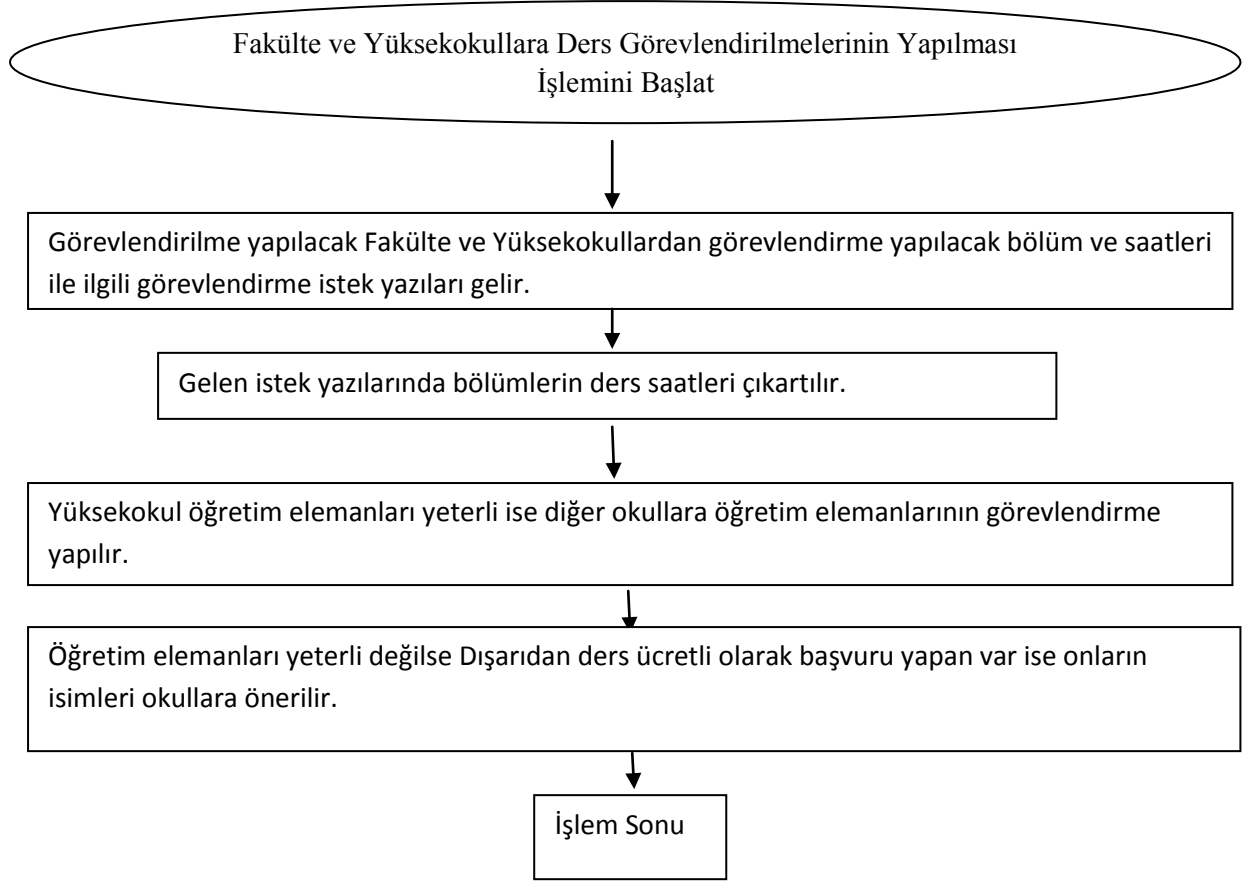 Fakülte ve Yüksekokullara Ders Görevlendirilmelerinin Yapılması
İşlemini Başlat
Görevlendirilme yapılacak Fakülte ve Yüksekokullardan görevlendirme yapılacak bölüm ve saatleri
ile ilgili görevlendirme istek yazıları gelir.
Gelen istek yazılarında bölümlerin ders saatleri çıkartılır.
Yüksekokul öğretim elemanları yeterli ise diğer okullara öğretim elemanlarının görevlendirme
yapılır.
Öğretim elemanları yeterli değilse Dışarıdan ders ücretli olarak başvuru yapan var ise onların
isimleri okullara önerilir.
İşlem Sonu